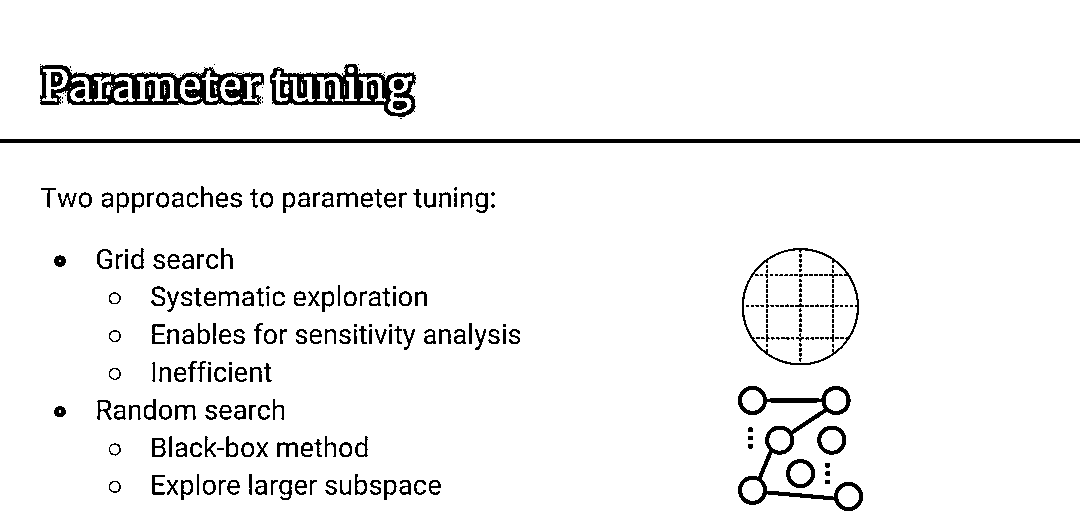 Parameter tuning
Two approaches to parameter tuning:
Grid search
Systematic exploration
Enables for sensitivity analysis
Inefficient
Random search
Black-box method
Explore larger subspace